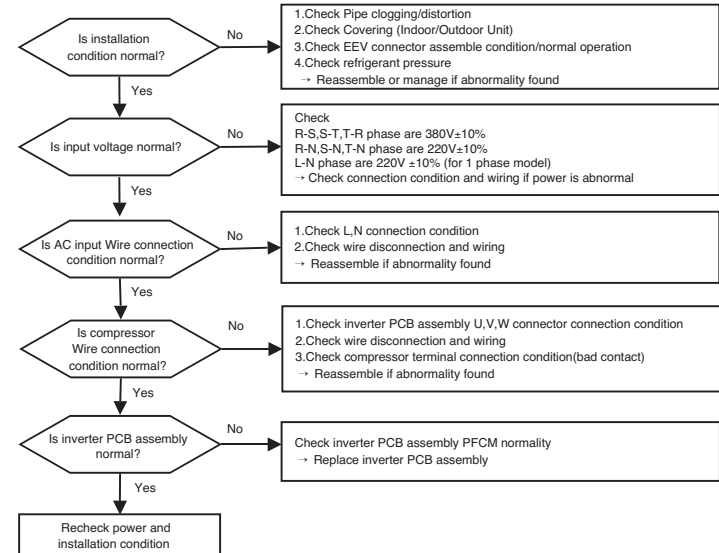 Is installation
condition normal?
No
1.Check Pipe clogging/distortion
2.Check Covering (Indoor/Outdoor Unit)
3.Check EEV connector assemble condition/normal operation
4.Check refrigerant pressure
→ Reassemble or manage if abnormality found
Yes
Is input voltage normal?
No
Check
R-S,S-T,T-R phase are 380V±10%
R-N,S-N,T-N phase are 220V±10%
L-N phase are 220V ±10% (for 1 phase model)
→ Check connection condition and wiring if power is abnormal
Yes
Is AC input Wire connection
condition normal?
No
1.Check L,N connection condition
2.Check wire disconnection and wiring
→ Reassemble if abnormality found
Yes
Is compressor
Wire connection
condition normal?
No
1.Check inverter PCB assembly U,V,W connector connection condition
2.Check wire disconnection and wiring
3.Check compressor terminal connection condition(bad contact)
→ Reassemble if abnormality found
Yes
Is inverter PCB assembly
normal?
No
Check inverter PCB assembly PFCM normality
→ Replace inverter PCB assembly
Yes
Recheck power and
installation condition